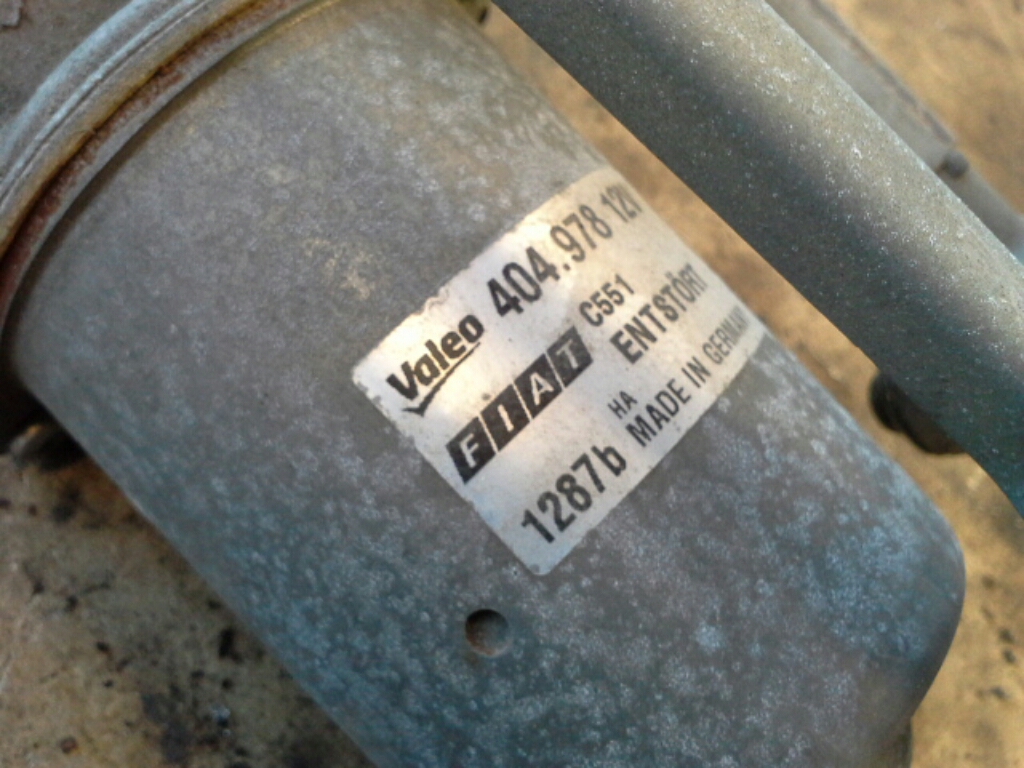 Valeo 404.978 12V
FIAT C551
ENTSTÖRT
HA
1287b MADE IN GERMANY